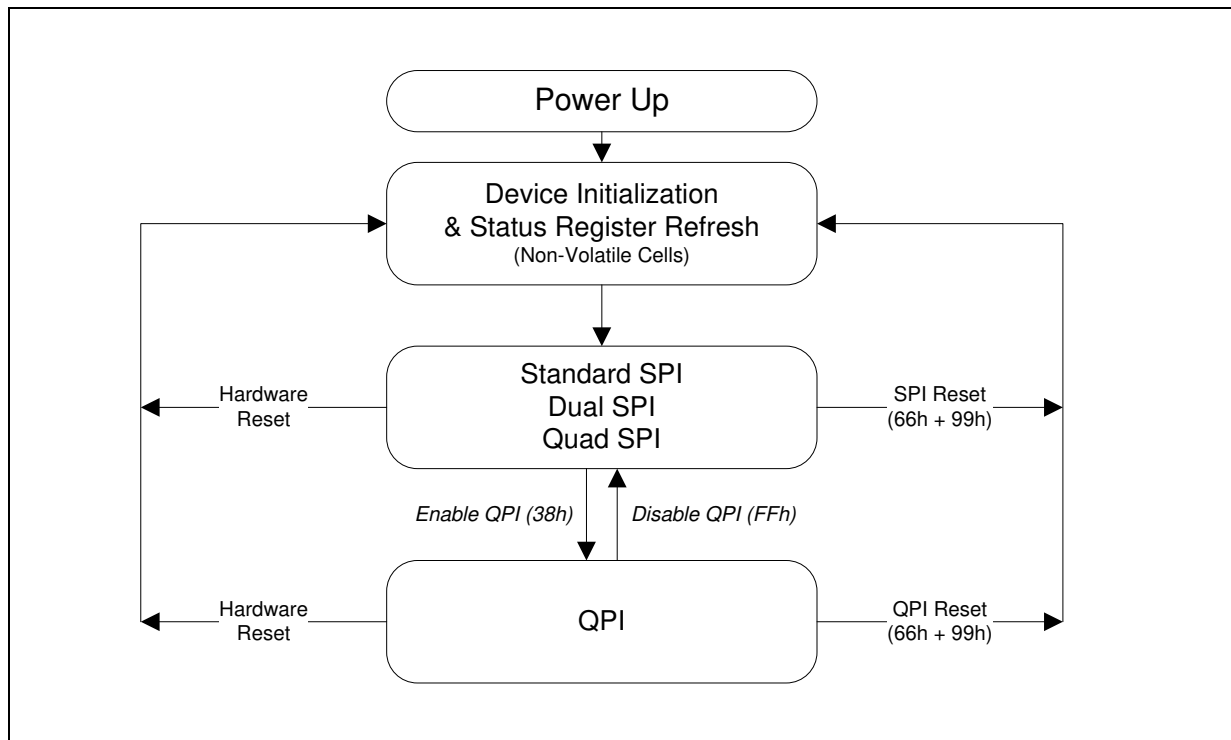 Power Up
Device Initialization
& Status Register Refresh
(Non-Volatile Cells)
Standard SPI
Dual SPI
Quad SPI
Hardware
Reset
SPI Reset
(66h + 99h)
Enable QPI (38h)
Disable QPI (FFh)
Hardware
Reset
QPI
QPI Reset
(66h + 99h)